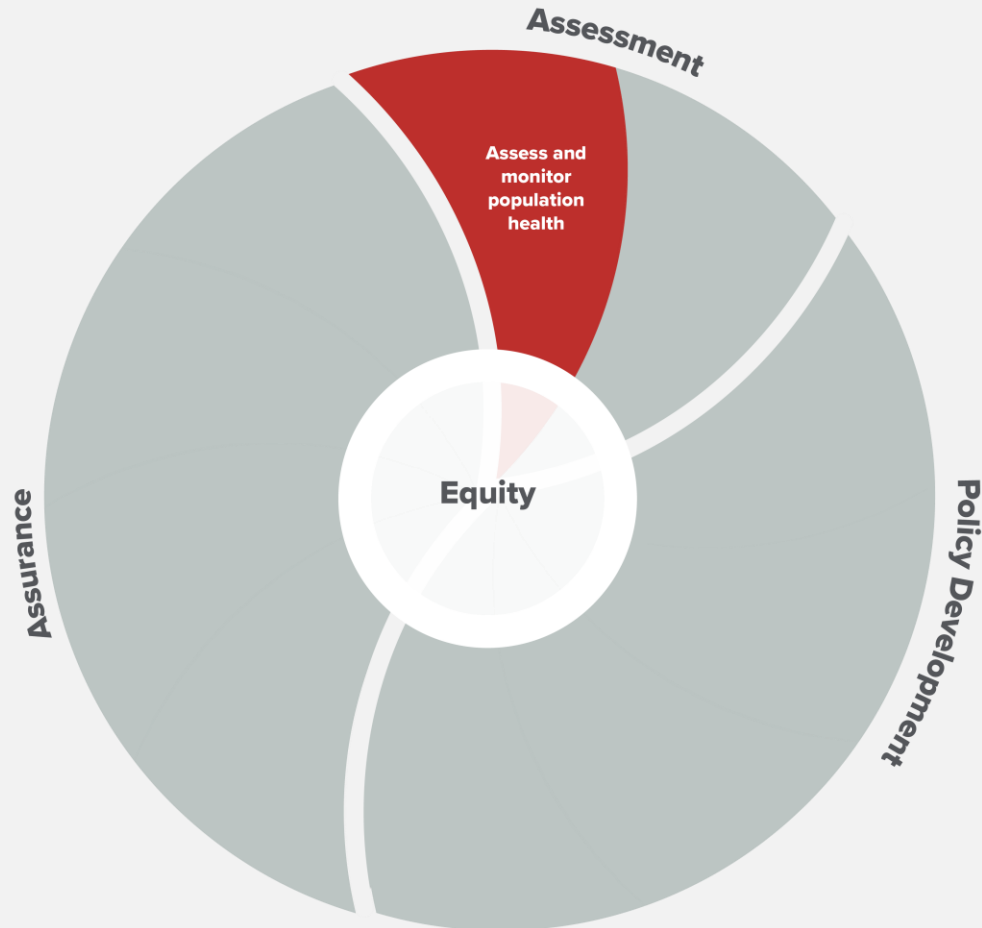 Assessment
Assess and
monitor
population
health
Equity
Assurance
Policy Development